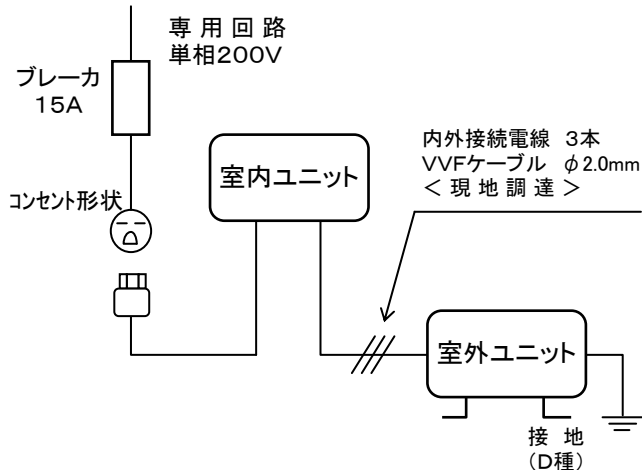 専用回路
単相200V
ブレーカ
15A
コンセント形状
室内ユニット
内外接続電線 3本
VVFケーブル φ2.0mm
＜現地調達＞
室外ユニット
接地
(D種)